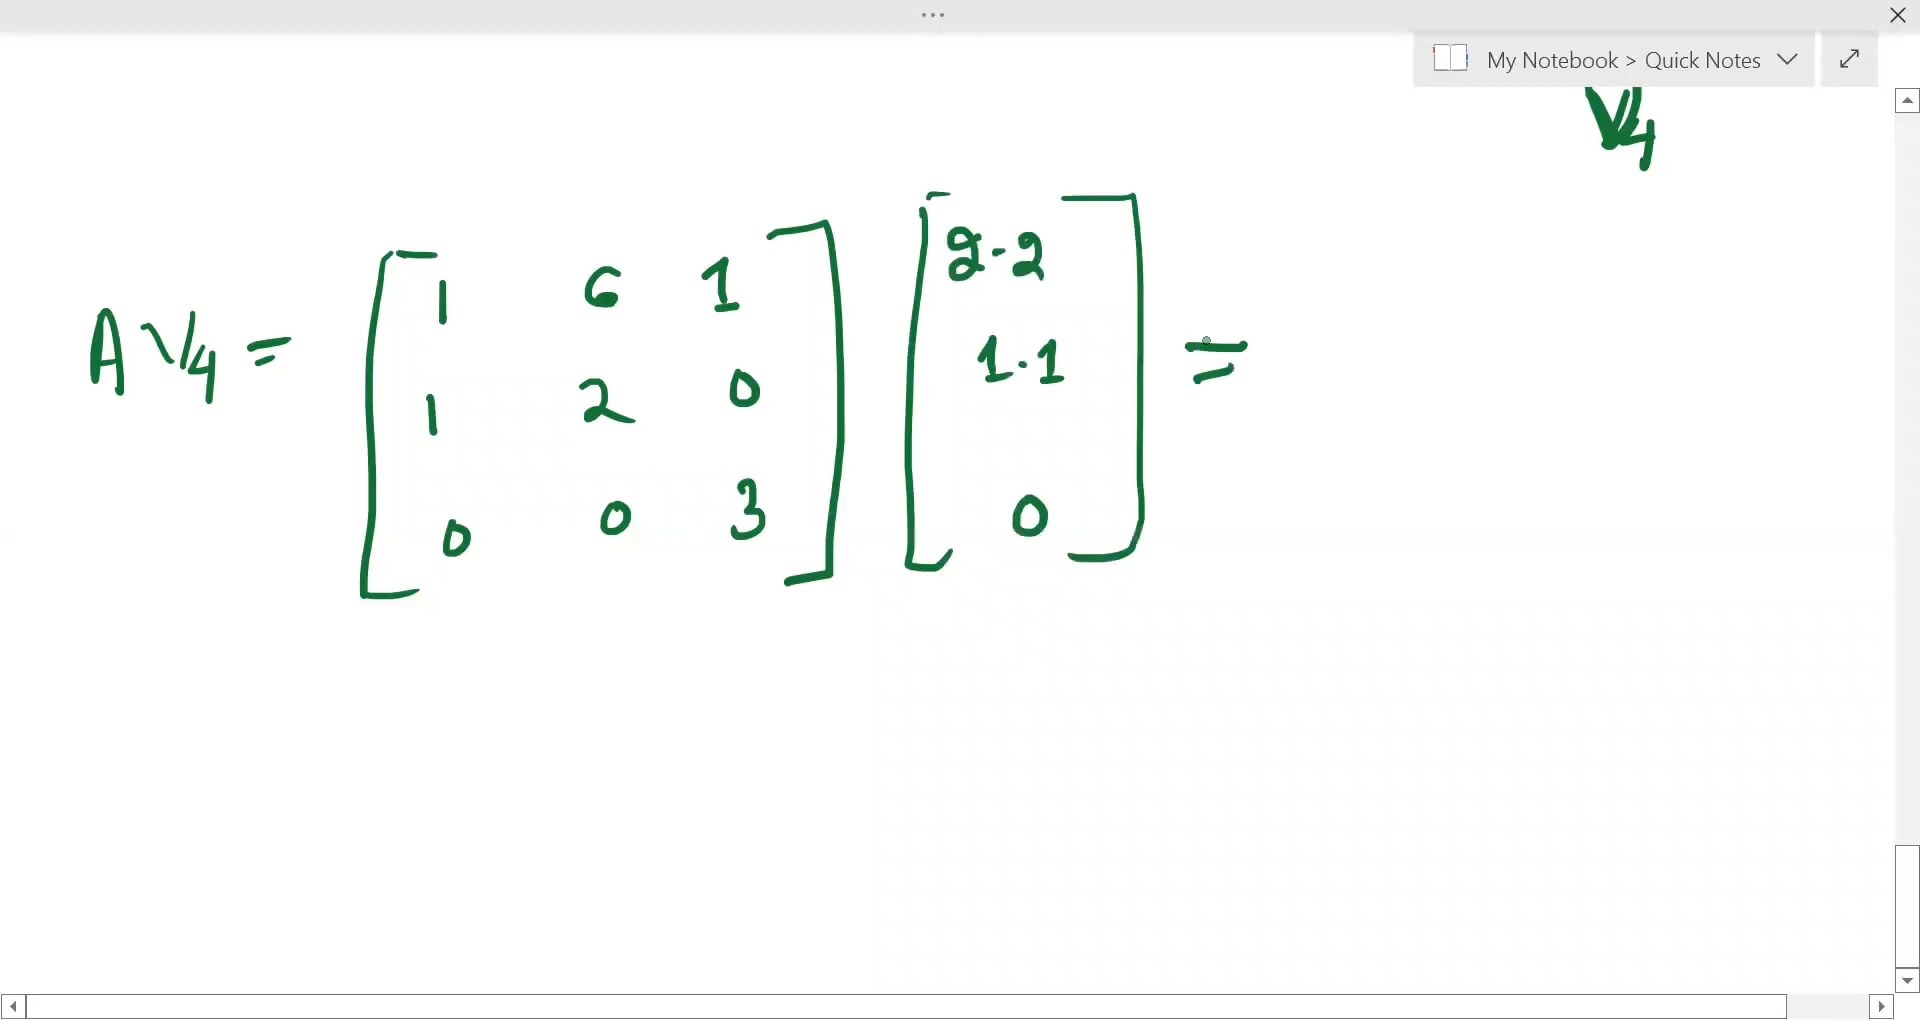 My Notebook > Quick Notes
V4
A V4 = [ 1 6 1 ] [ 2.2 ] =
1 2 0 1.1
0 0 3 0